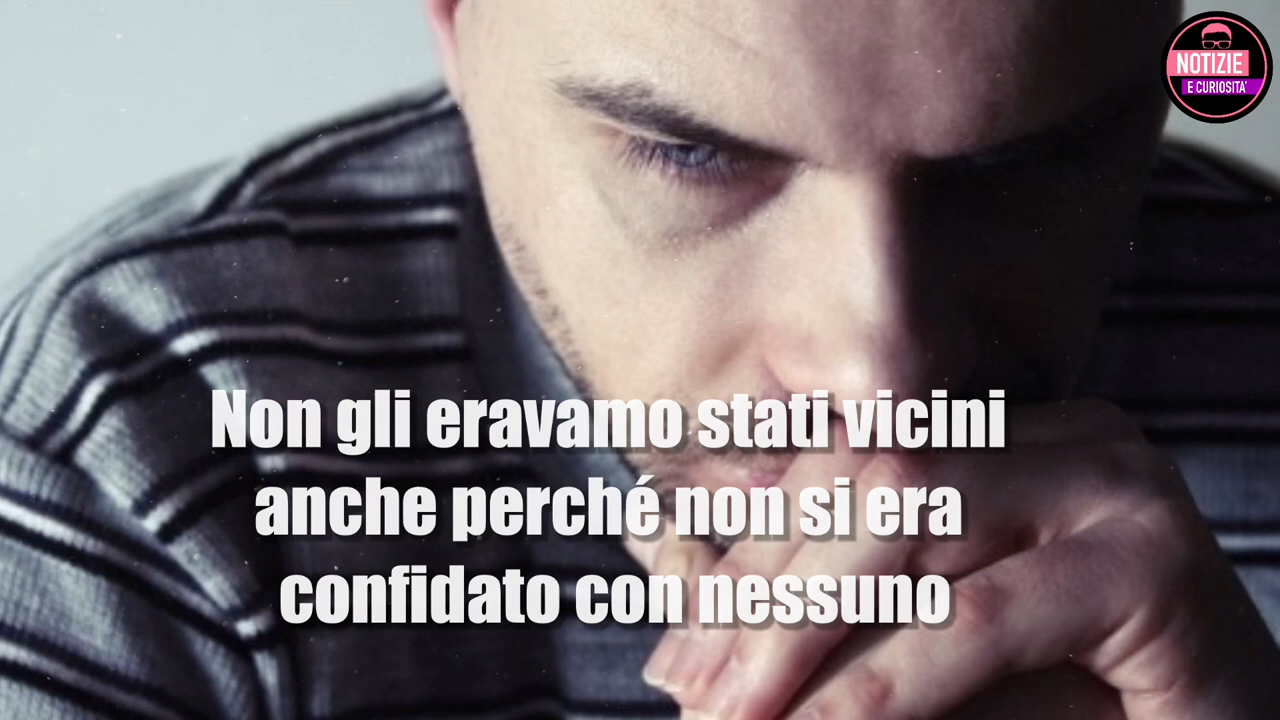 NOTIZIE
E CURIOSITA'
Non gli eravamo stati vicini
anche perché non si era
confidato con nessuno